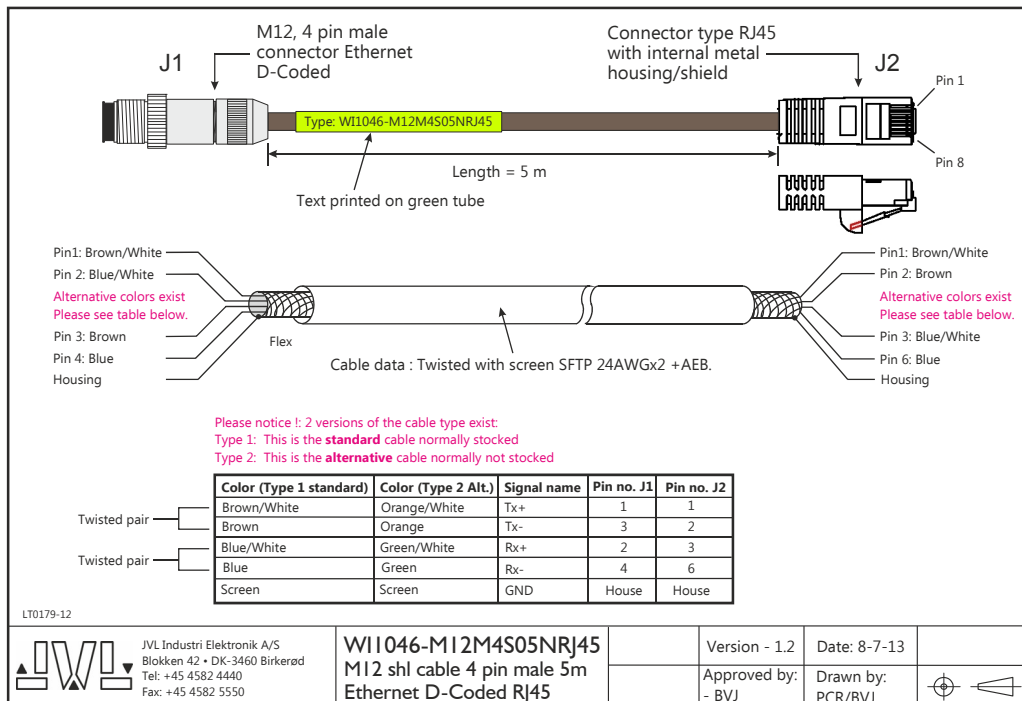 M12, 4 pin male
connector Ethernet
D-Coded
J1
Connector type RJ45
with internal metal
housing/shield
J2
Pin 1
Type: WI1046-M12M4S05NRJ45
Pin 8
Length = 5 m
Text printed on green tube
Pin1: Brown/White
Pin 2: Blue/White
Alternative colors exist
Please see table below.
Pin 3: Brown
Pin 4: Blue
Housing
Flex
Cable data : Twisted with screen SFTP 24AWGx2 +AEB.
Pin1: Brown/White
Pin 2: Brown
Alternative colors exist
Please see table below.
Pin 3: Blue/White
Pin 6: Blue
Housing
Please notice !: 2 versions of the cable type exist:
Type 1: This is the standard cable normally stocked
Type 2: This is the alternative cable normally not stocked
Color (Type 1 standard) Color (Type 2 Alt.) Signal name Pin no. J1 Pin no. J2
Brown/White Orange/White Tx+ 1 1
Brown Orange Tx- 3 2
Blue/White Green/White Rx+ 2 3
Blue Green Rx- 4 6
Screen Screen GND House House
Twisted pair
Twisted pair
LT0179-12
JVL
JVL Industri Elektronik A/S
Blokken 42 • DK-3460 Birkerød
Tel: +45 4582 4440
Fax: +45 4582 5550
WI1046-M12M4S05NRJ45
M12 shl cable 4 pin male 5m
Ethernet D-Coded RJ45
Version - 1.2
Date: 8-7-13
Approved by:
- BVJ
Drawn by:
PCR/BVJ